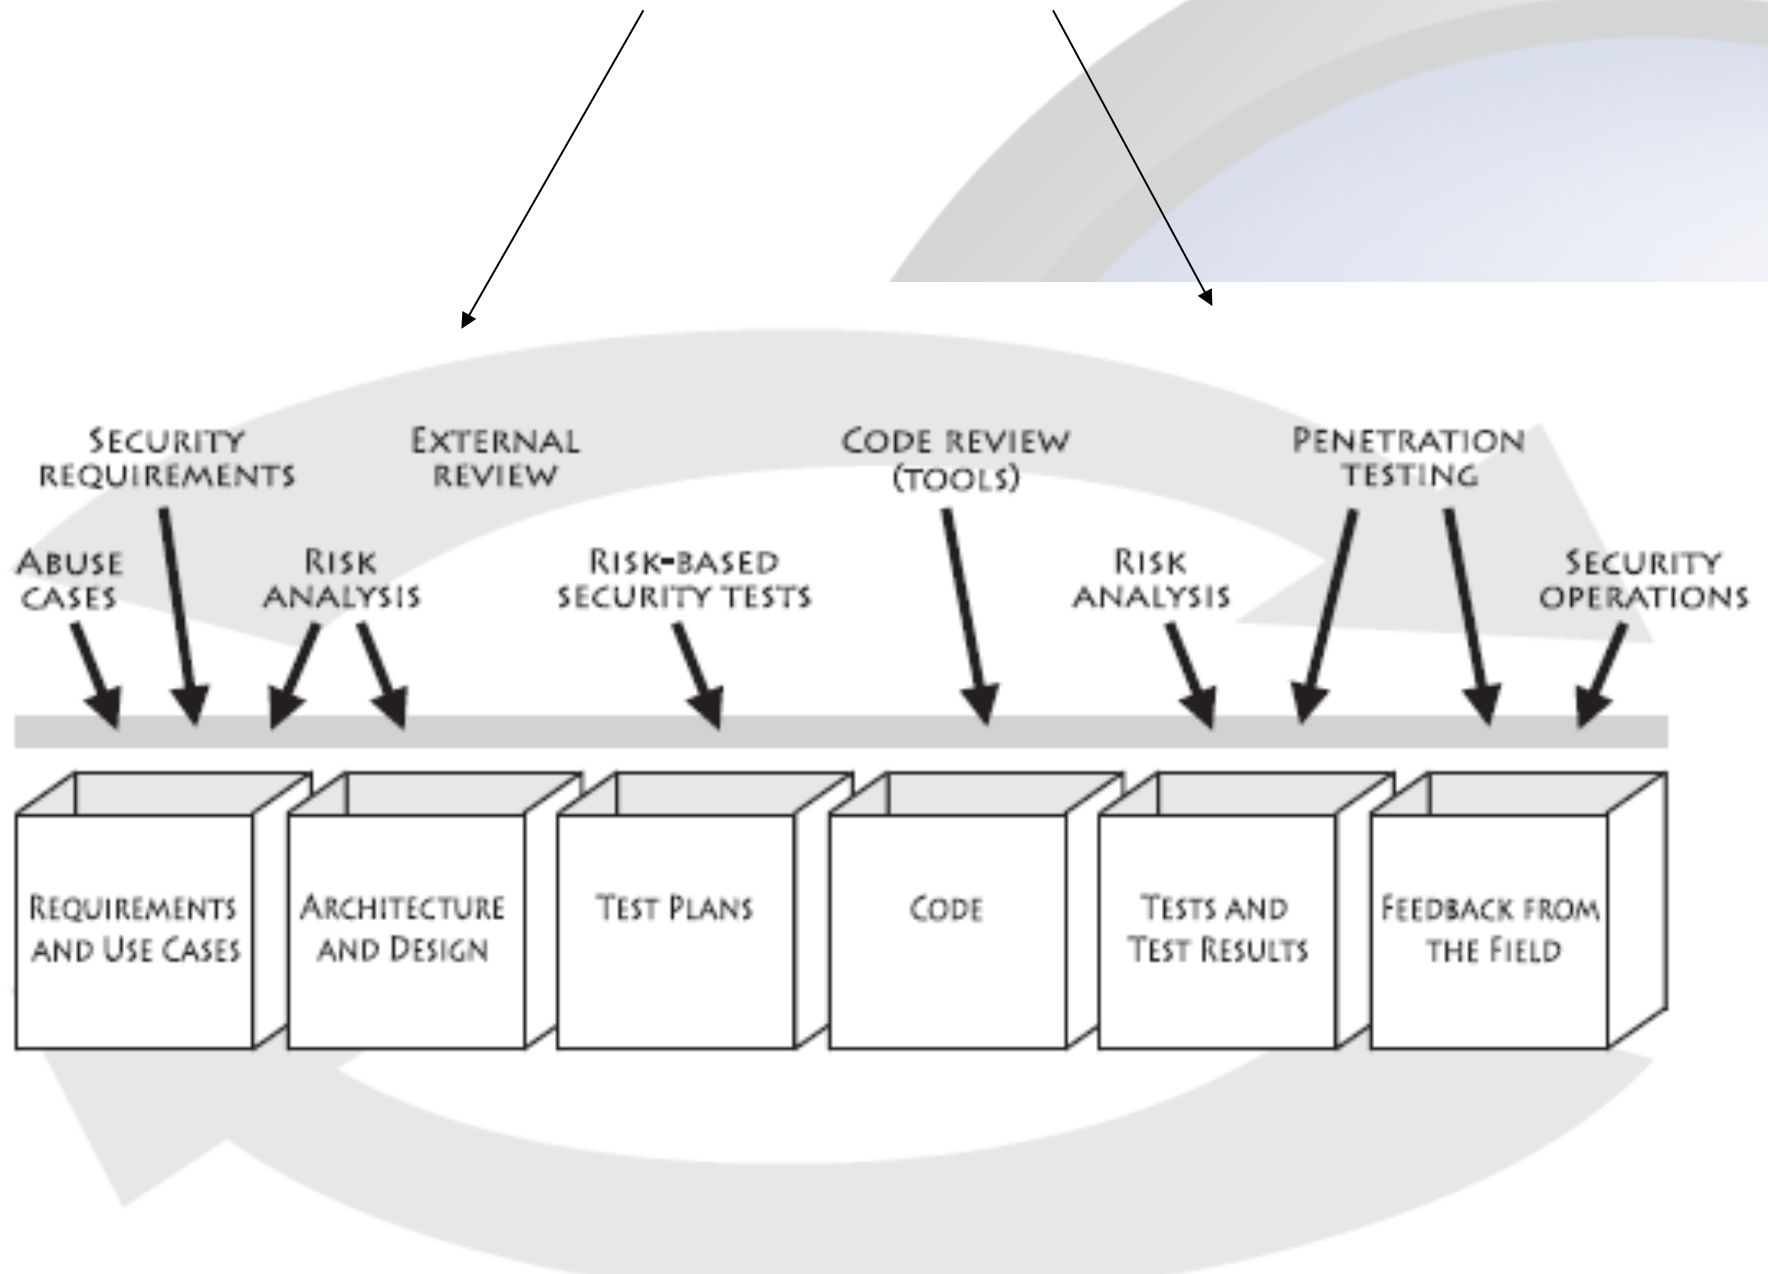 SECURITY
REQUIREMENTS
EXTERNAL
REVIEW
CODE REVIEW
(TOOLS)
PENETRATION
TESTING
ABUSE
CASES
RISK
ANALYSIS
RISK-BASED
SECURITY TESTS
RISK
ANALYSIS
SECURITY
OPERATIONS
REQUIREMENTS
AND USE CASES
ARCHITECTURE
AND DESIGN
TEST PLANS
CODE
TESTS AND
TEST RESULTS
FEEDBACK FROM
THE FIELD